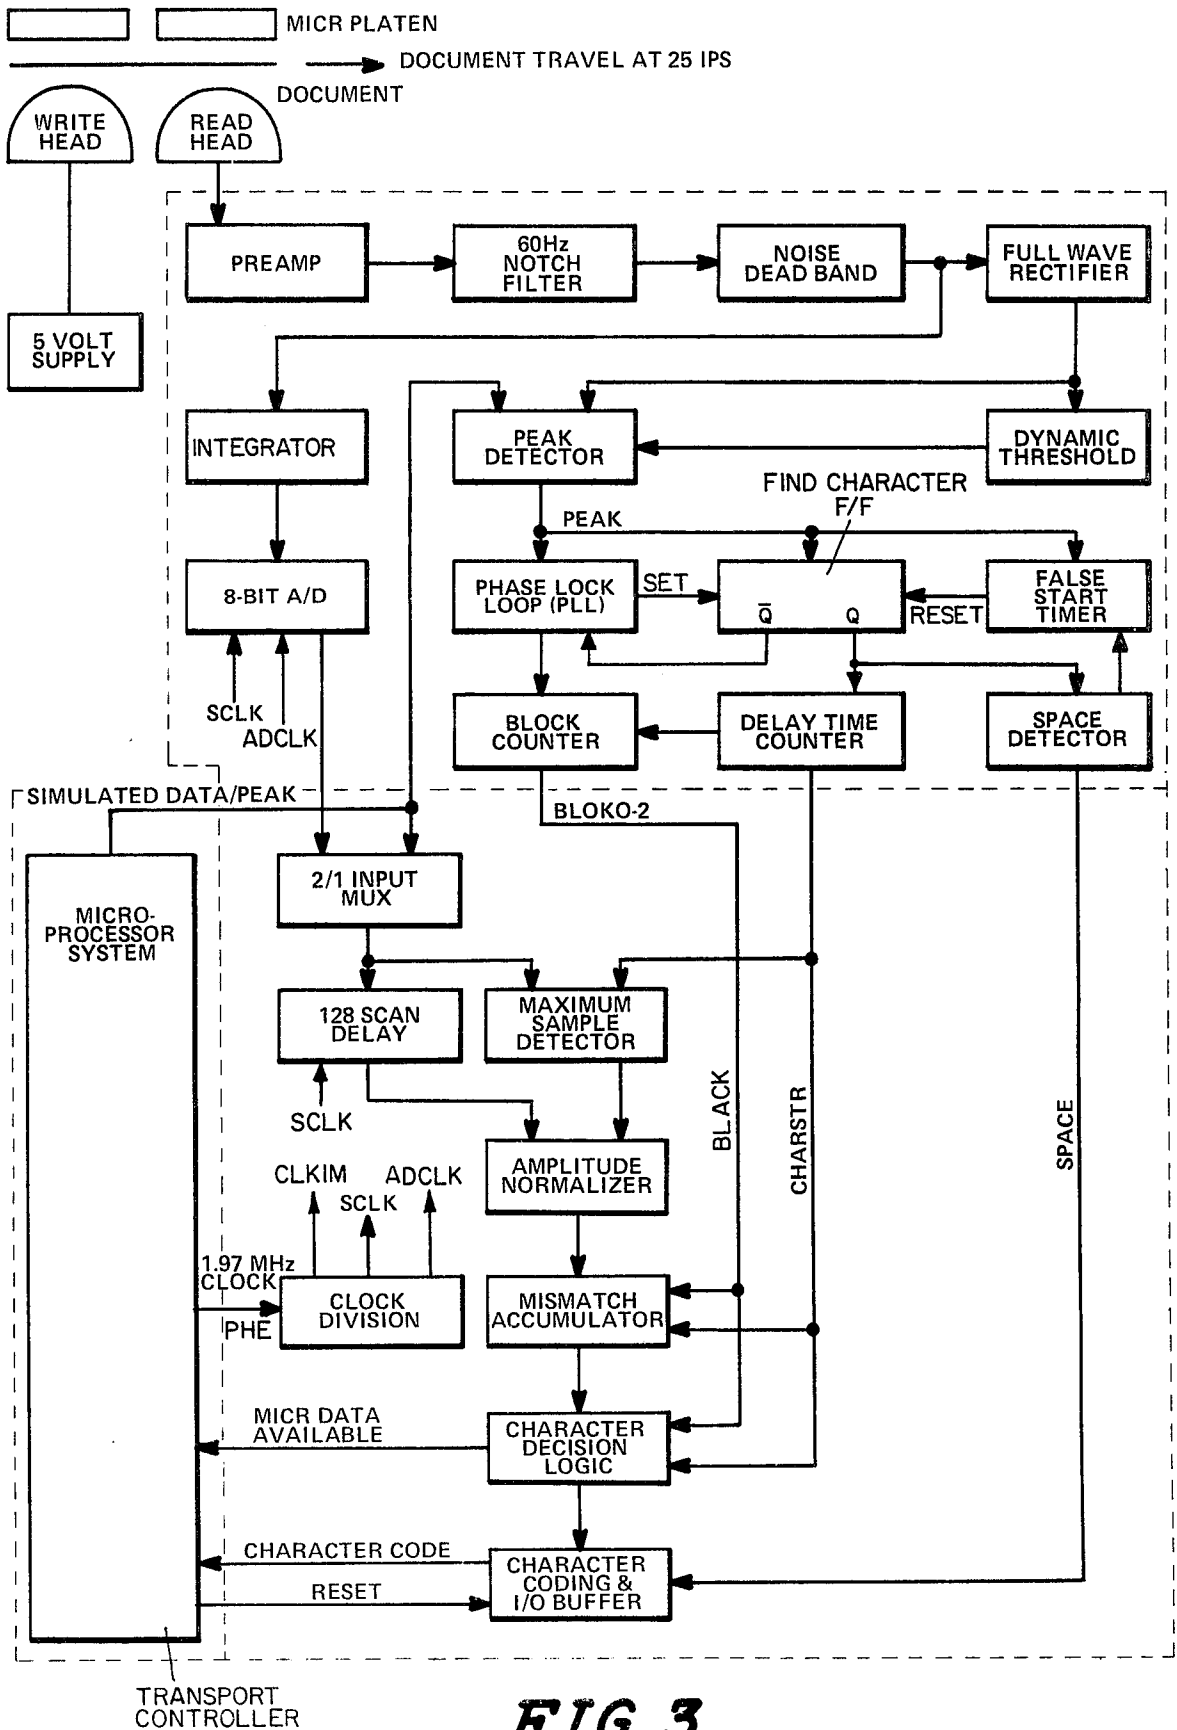 MICR PLATEN
DOCUMENT TRAVEL AT 25 IPS
DOCUMENT
WRITE
HEAD
READ
HEAD
PREAMP
60Hz
NOTCH
FILTER
NOISE
DEAD BAND
FULL WAVE
RECTIFIER
5 VOLT
SUPPLY
INTEGRATOR
PEAK
DETECTOR
DYNAMIC
THRESHOLD
FIND CHARACTER
F/F
PEAK
8-BIT A/D
PHASE LOCK
LOOP (PLL)
SET
Q̅
Q
RESET
FALSE
START
TIMER
SCLK
ADCLK
BLOCK
COUNTER
DELAY TIME
COUNTER
SPACE
DETECTOR
SIMULATED DATA/PEAK
BLOKO-2
2/1 INPUT
MUX
MICRO-
PROCESSOR
SYSTEM
128 SCAN
DELAY
MAXIMUM
SAMPLE
DETECTOR
SCLK
BLACK
CHARSTR
SPACE
AMPLITUDE
NORMALIZER
CLKIM
SCLK
ADCLK
1.97 MHz
CLOCK
PHE
CLOCK
DIVISION
MISMATCH
ACCUMULATOR
MICR DATA
AVAILABLE
CHARACTER
DECISION
LOGIC
CHARACTER CODE
RESET
CHARACTER
CODING &
I/O BUFFER
TRANSPORT
CONTROLLER
FIG. 3